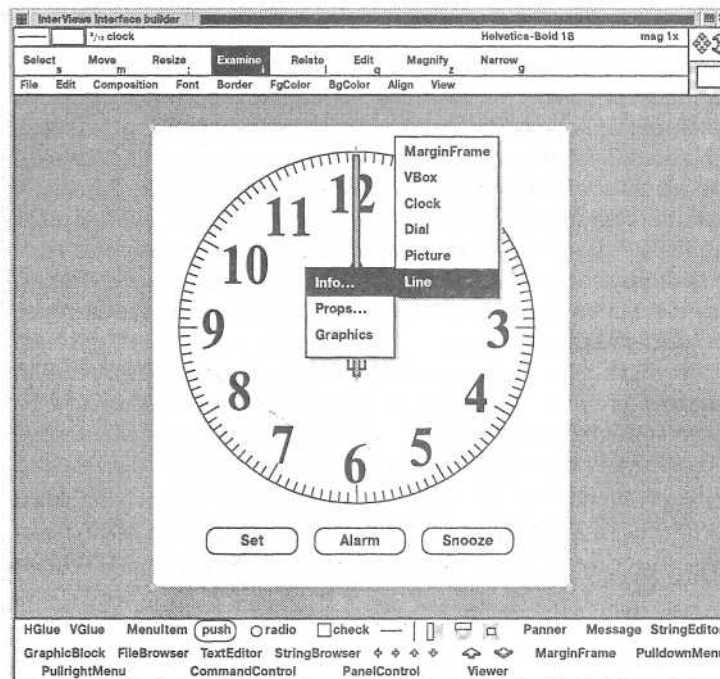 InterViews Interface builder
clock Helvetica-Bold 18 mag 1x
Select Move Resize Examine Relate Edit Magnify Narrow
s m r i l q z g
File Edit Composition Font Border FgColor BgColor Align View
MarginFrame
VBox
Clock
Dial
Picture
Line
Info...
Props...
Graphics
12
11
10
9
8
7
6
5
4
3
Set Alarm Snooze
HGlue VGlue MenuItem push radio check Panner Message StringEditor
GraphicBlock FileBrowser TextEditor StringBrowser MarginFrame PulldownMenu
PullrightMenu CommandControl PanelControl Viewer